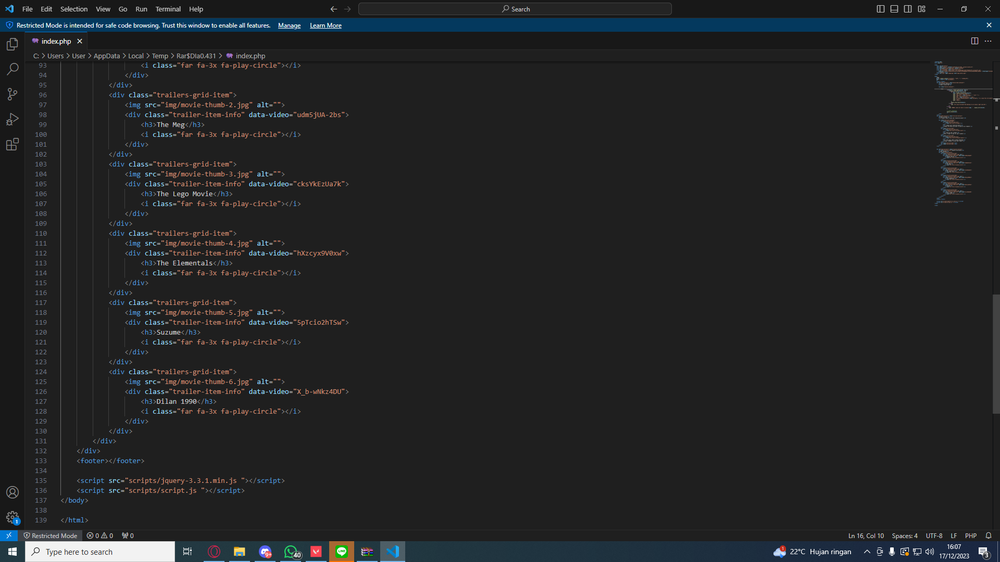 File Edit Selection View Go Run Terminal Help
Search
Restricted Mode is intended for safe code browsing. Trust this window to enable all features. Manage Learn More
index.php
C: > Users > User > AppData > Local > Temp > Rar$DIa0.431 > index.php
93 <i class="far fa-3x fa-play-circle"></i>
94 </div>
95 </div>
96 <div class="trailers-grid-item">
97 <img src="img/movie-thumb-2.jpg" alt="">
98 <div class="trailer-item-info" data-video="udm5jUA-2bs">
99 <h3>The Meg</h3>
100 <i class="far fa-3x fa-play-circle"></i>
101 </div>
102 </div>
103 <div class="trailers-grid-item">
104 <img src="img/movie-thumb-3.jpg" alt="">
105 <div class="trailer-item-info" data-video="cksYkEzUa7k">
106 <h3>The Lego Movie</h3>
107 <i class="far fa-3x fa-play-circle"></i>
108 </div>
109 </div>
110 <div class="trailers-grid-item">
111 <img src="img/movie-thumb-4.jpg" alt="">
112 <div class="trailer-item-info" data-video="hXzcyx9V0xw">
113 <h3>The Elementals</h3>
114 <i class="far fa-3x fa-play-circle"></i>
115 </div>
116 </div>
117 <div class="trailers-grid-item">
118 <img src="img/movie-thumb-5.jpg" alt="">
119 <div class="trailer-item-info" data-video="5pTcio2hTSw">
120 <h3>Suzume</h3>
121 <i class="far fa-3x fa-play-circle"></i>
122 </div>
123 </div>
124 <div class="trailers-grid-item">
125 <img src="img/movie-thumb-6.jpg" alt="">
126 <div class="trailer-item-info" data-video="X_b-wNkz4DU">
127 <h3>Dilan 1990</h3>
128 <i class="far fa-3x fa-play-circle"></i>
129 </div>
130 </div>
131 </div>
132 </div>
133 <footer></footer>
134
135 <script src="scripts/jquery-3.3.1.min.js "></script>
136 <script src="scripts/script.js "></script>
137 </body>
138
139 </html>
1
Restricted Mode 0 0 0 Ln 16, Col 10 Spaces: 4 UTF-8 LF PHP
Type here to search 9+ 40 LINE 1 22°C Hujan ringan 16:07
17/12/2023 3